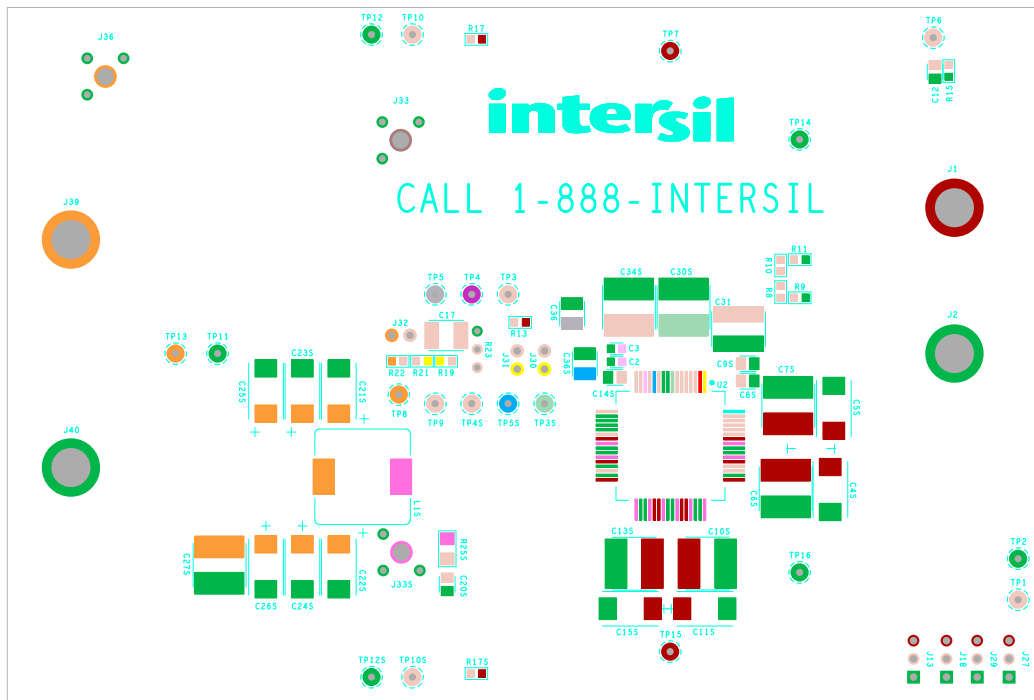 TP12 TP10 R17 TP7 TP6
J36
C12 R15
intersil
J33
TP14
J1
CALL 1-888-INTERSIL
J39
R11
R10
TP5 TP4 TP3 C34S C30S
R8 R9
C36 C31
J32 C17 R13
TP13 TP11 R23 J31 J30 C3 J2
C2
C36S C9S
R22 R21 R19
C25S C23S C21S C14S U2 C8S C7S C5S
TP8
TP9 TP4S TP5S TP3S
J40
L1S C6S C4S
C13S C10S
C27S R25S TP16 TP2
C26S C24S C22S J33S C20S
TP1
C15S C11S
TP15
J13 J18 J29 J27
TP12S TP10S R17S